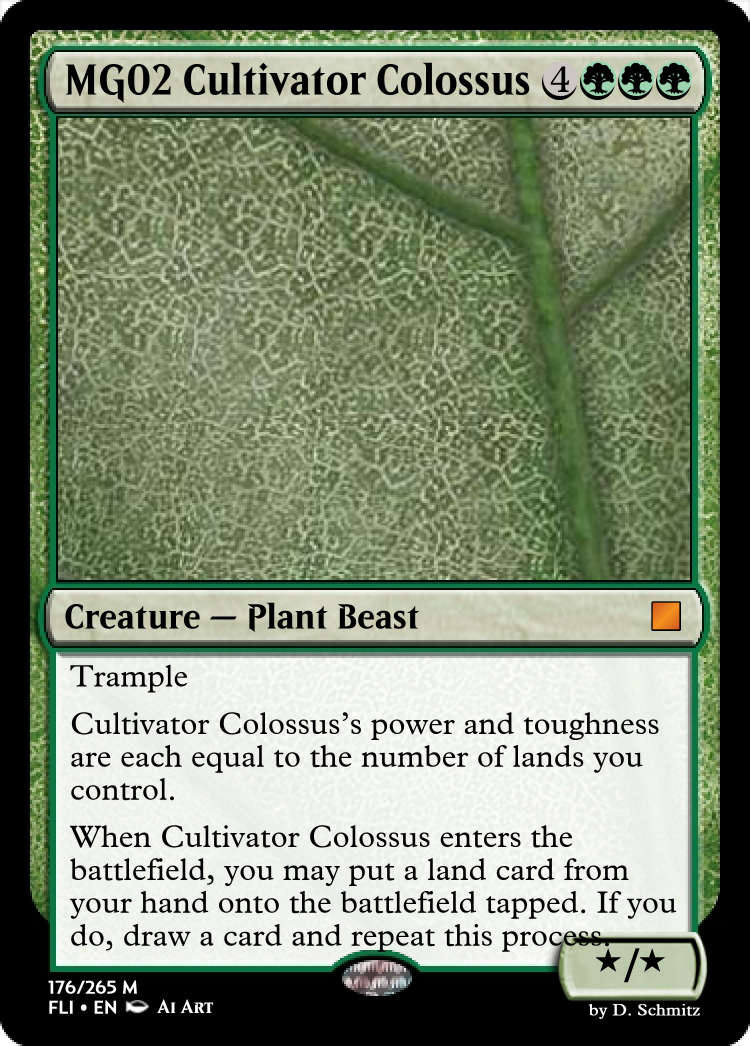 MG02 Cultivator Colossus 4
Creature — Plant Beast
Trample
Cultivator Colossus's power and toughness
are each equal to the number of lands you
control.
When Cultivator Colossus enters the
battlefield, you may put a land card from
your hand onto the battlefield tapped. If you
do, draw a card and repeat this process.
★/★
176/265 M
FLI • EN AI ART
by D. Schmitz